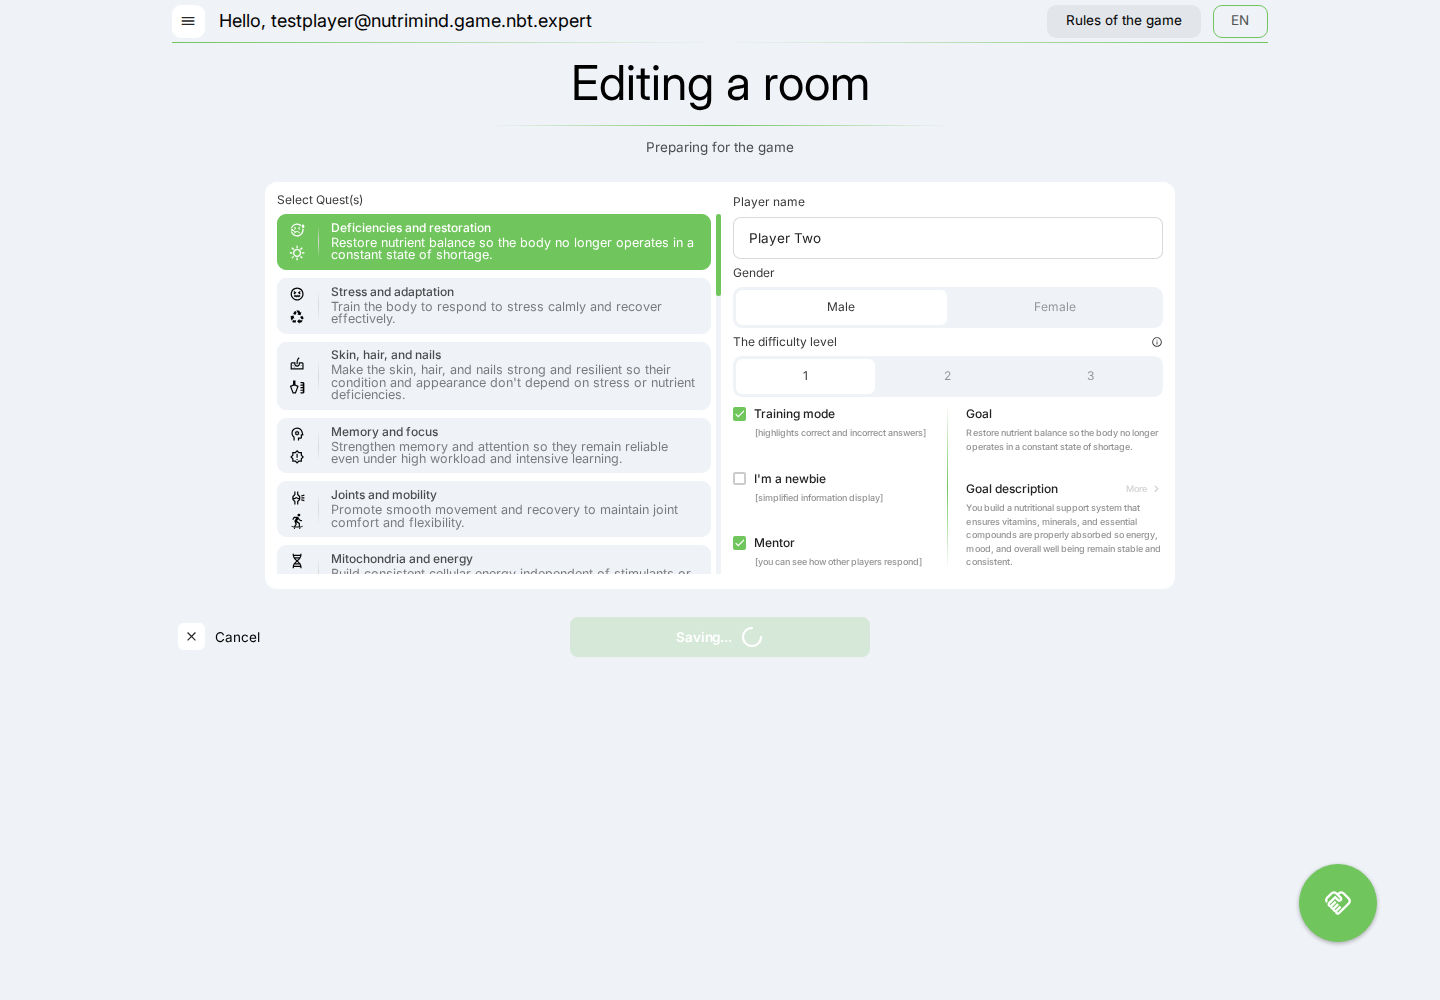 Hello, testplayer@nutrimind.game.nbt.expert
Rules of the game
EN
Editing a room
Preparing for the game
Select Quest(s)
Deficiencies and restoration
Restore nutrient balance so the body no longer operates in a
constant state of shortage.
Stress and adaptation
Train the body to respond to stress calmly and recover
effectively.
Skin, hair, and nails
Make the skin, hair, and nails strong and resilient so their
condition and appearance don't depend on stress or nutrient
deficiencies.
Memory and focus
Strengthen memory and attention so they remain reliable
even under high workload and intensive learning.
Joints and mobility
Promote smooth movement and recovery to maintain joint
comfort and flexibility.
Mitochondria and energy
Build consistent cellular energy independent of stimulants or
Player name
Player Two
Gender
Male
Female
The difficulty level
1
2
3
Training mode
[highlights correct and incorrect answers]
I'm a newbie
[simplified information display]
Mentor
[you can see how other players respond]
Goal
Restore nutrient balance so the body no longer
operates in a constant state of shortage.
Goal description
More
You build a nutritional support system that
ensures vitamins, minerals, and essential
compounds are properly absorbed so energy,
mood, and overall well being remain stable and
consistent.
Cancel
Saving...